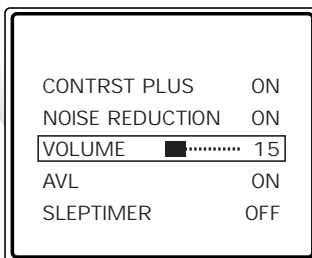 CONTRST PLUS ON
NOISE REDUCTION ON
VOLUME 15
AVL ON
SLEPTIMER OFF